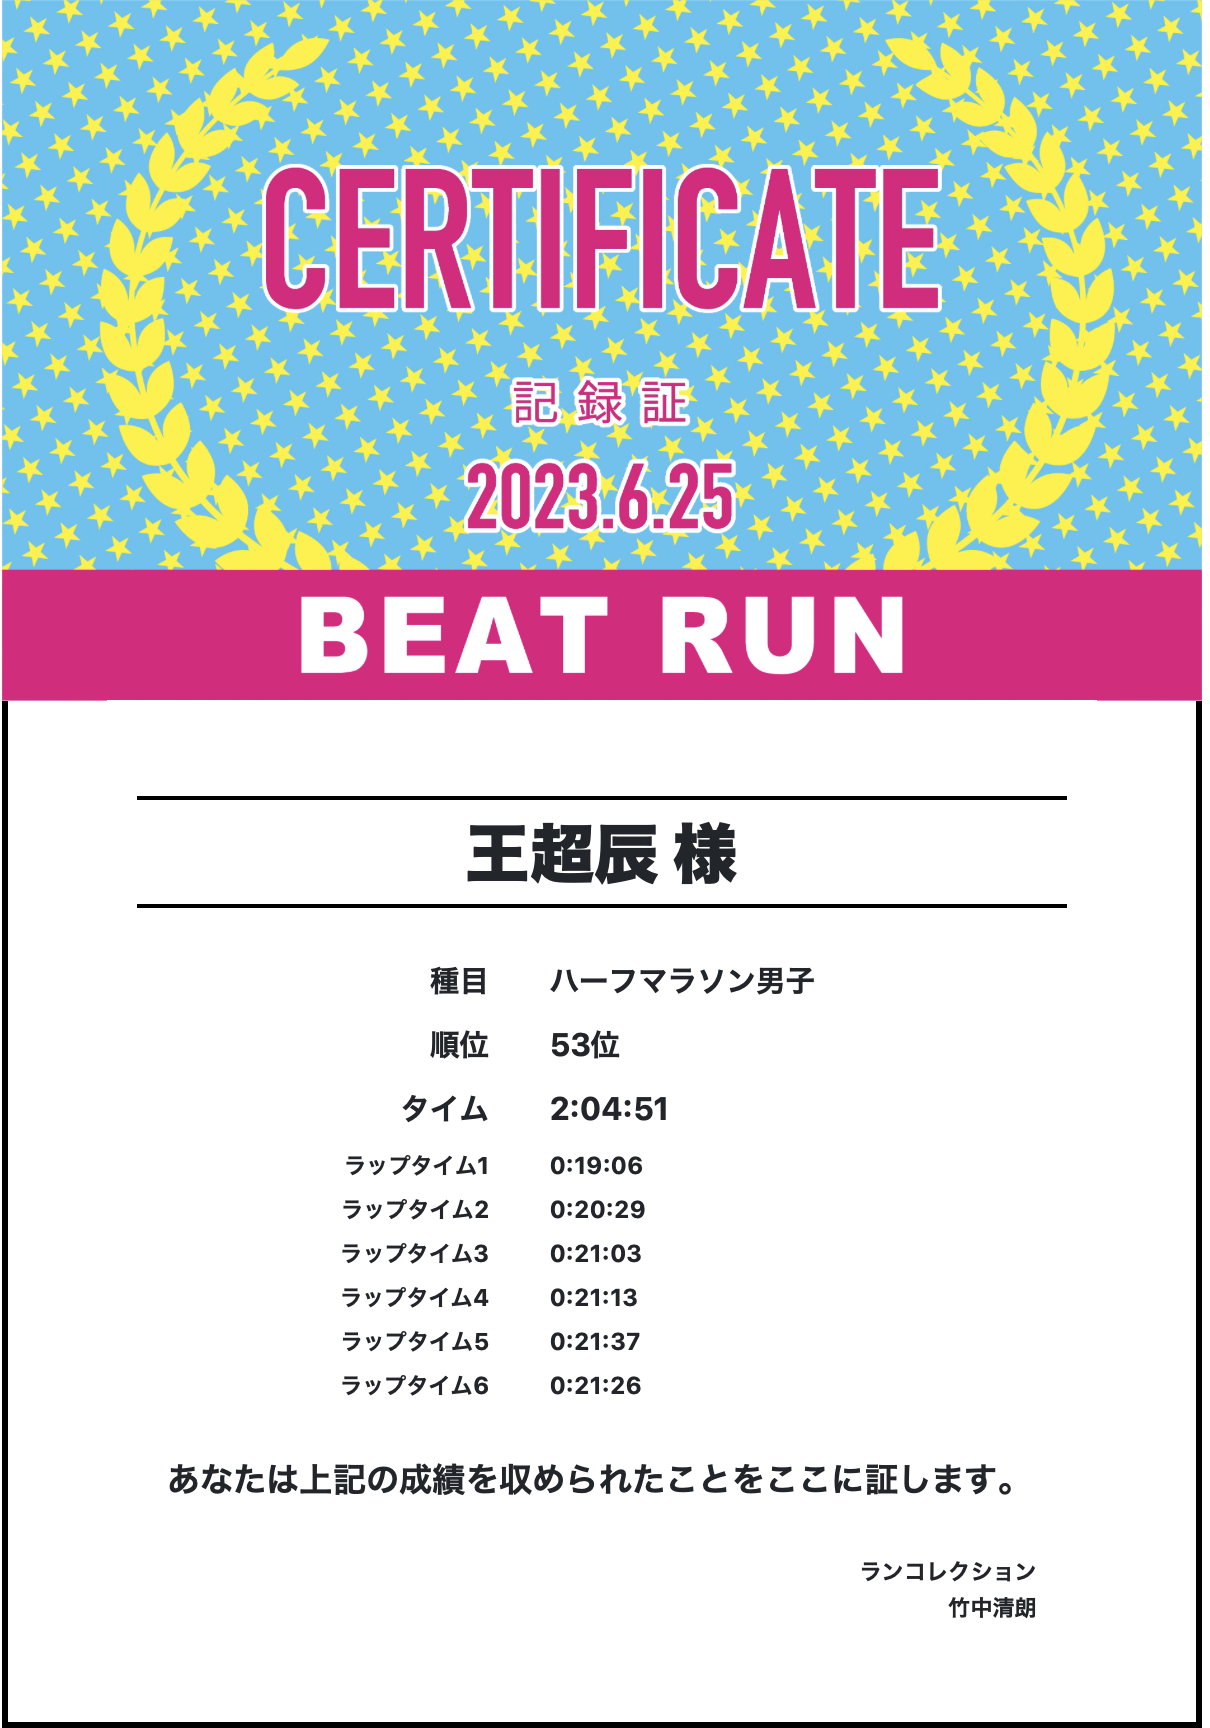 CERTIFICATE
記録証
2023.6.25
BEAT RUN
王超辰 様
種目 ハーフマラソン男子
順位 53位
タイム 2:04:51
ラップタイム1 0:19:06
ラップタイム2 0:20:29
ラップタイム3 0:21:03
ラップタイム4 0:21:13
ラップタイム5 0:21:37
ラップタイム6 0:21:26
あなたは上記の成績を収められたことをここに証します。
ランコレクション
竹中清朗